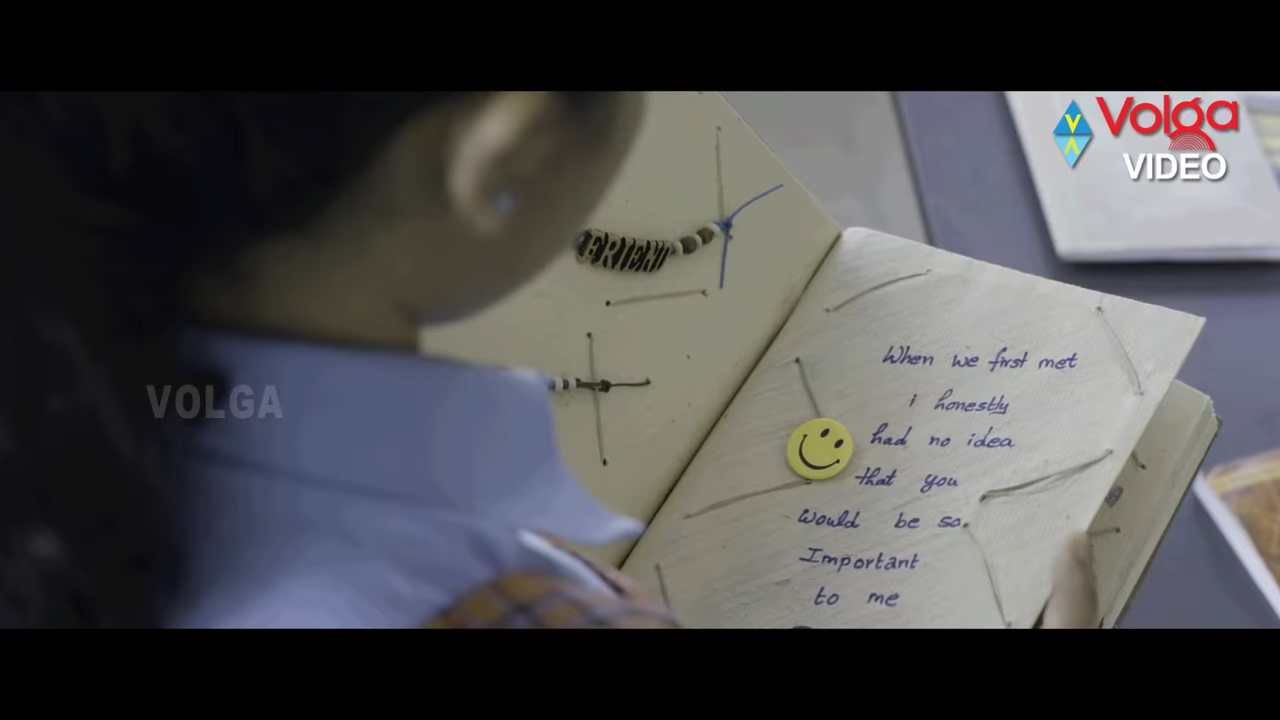 Volga
VIDEO
V
V
VOLGA
FRIEND
When we first met
i honestly
had no idea
that you
would be so
Important
to me